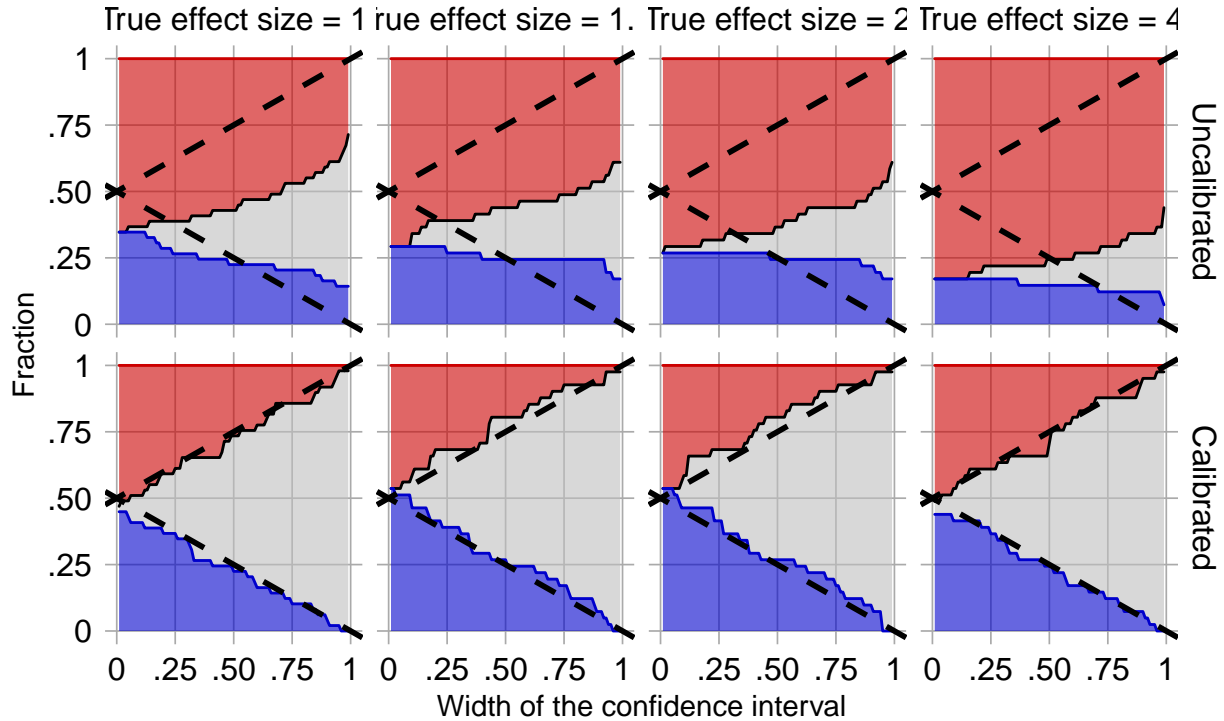 True effect size = 1
rue effect size = 1.
True effect size = 2
True effect size = 4
1
.75
.50
.25
0
Uncalibrated
Fraction
1
.75
.50
.25
0
Calibrated
0 .25 .50 .75 1
0 .25 .50 .75 1
0 .25 .50 .75 1
0 .25 .50 .75 1
Width of the confidence interval